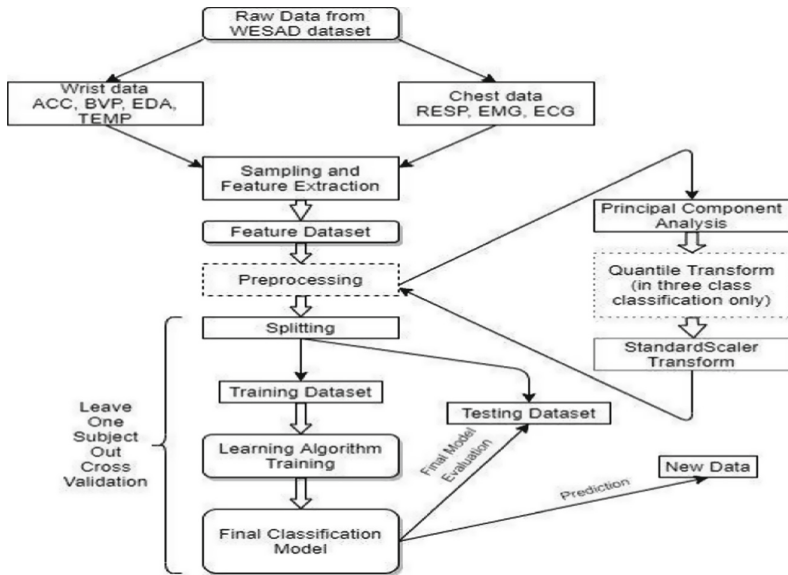 Raw Data from
WESAD dataset
Wrist data
ACC, BVP, EDA,
TEMP
Chest data
RESP, EMG, ECG
Sampling and
Feature Extraction
Feature Dataset
Preprocessing
Principal Component
Analysis
Quantile Transform
(in three class
classification only)
StandardScaler
Transform
Splitting
Training Dataset
Testing Dataset
Leave
One
Subject
Out
Cross
Validation
Learning Algorithm
Training
Final Model
Evaluation
Final Classification
Model
Prediction
New Data